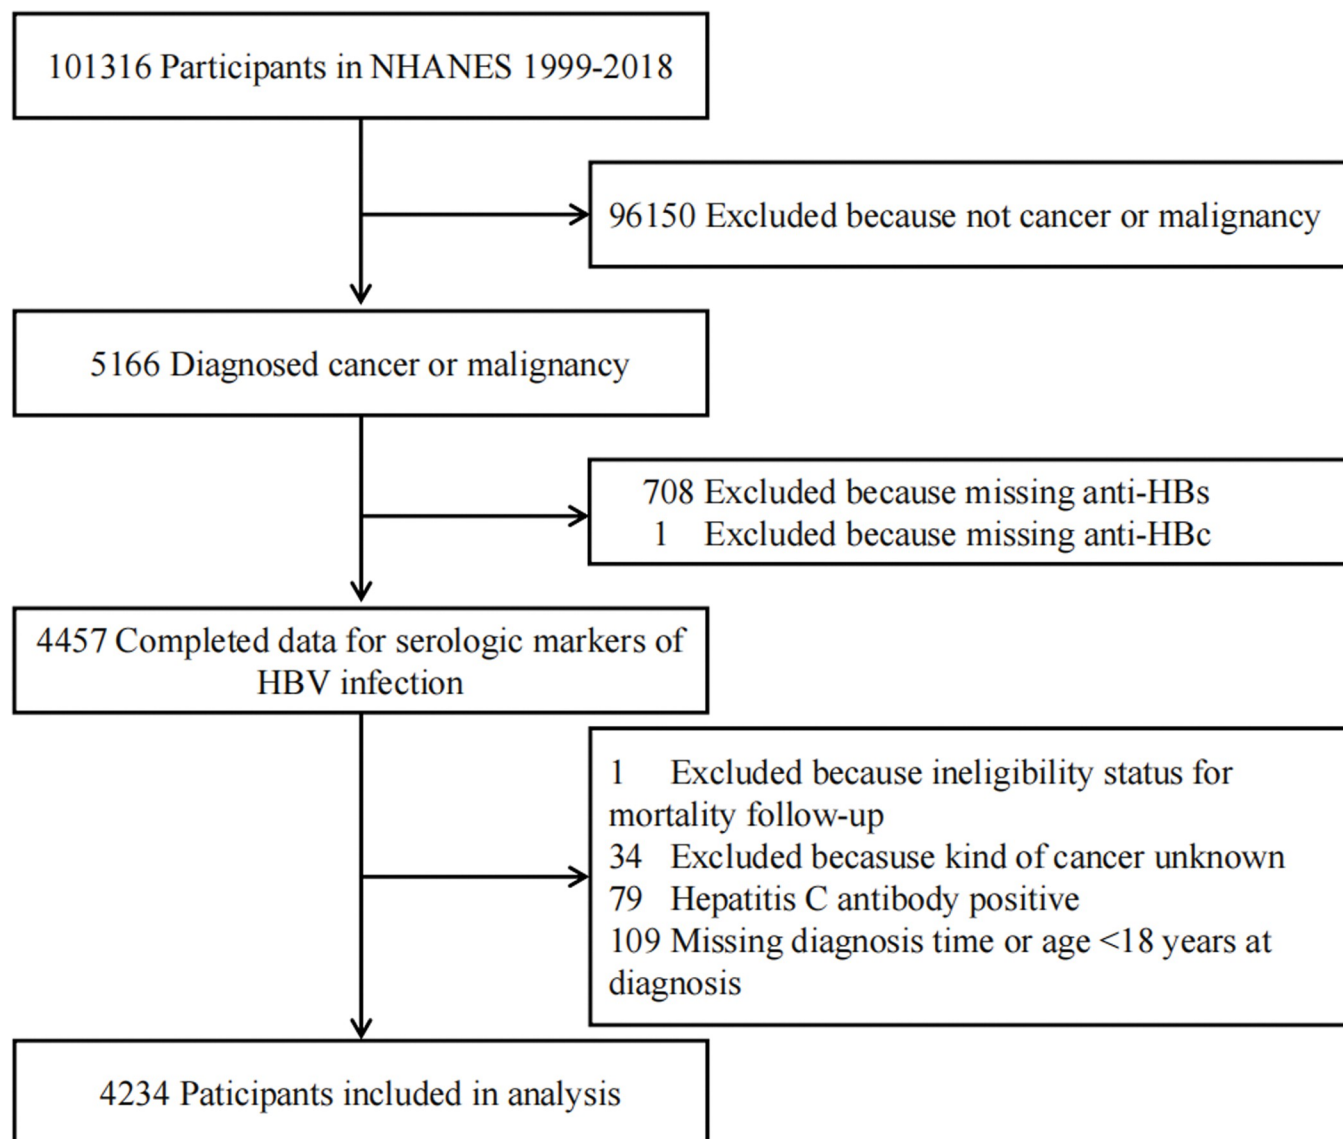 101316 Participants in NHANES 1999-2018
96150 Excluded because not cancer or malignancy
5166 Diagnosed cancer or malignancy
708 Excluded because missing anti-HBs
1 Excluded because missing anti-HBc
4457 Completed data for serologic markers of
HBV infection
1 Excluded because ineligibility status for
mortality follow-up
34 Excluded becasuse kind of cancer unknown
79 Hepatitis C antibody positive
109 Missing diagnosis time or age <18 years at
diagnosis
4234 Paticipants included in analysis